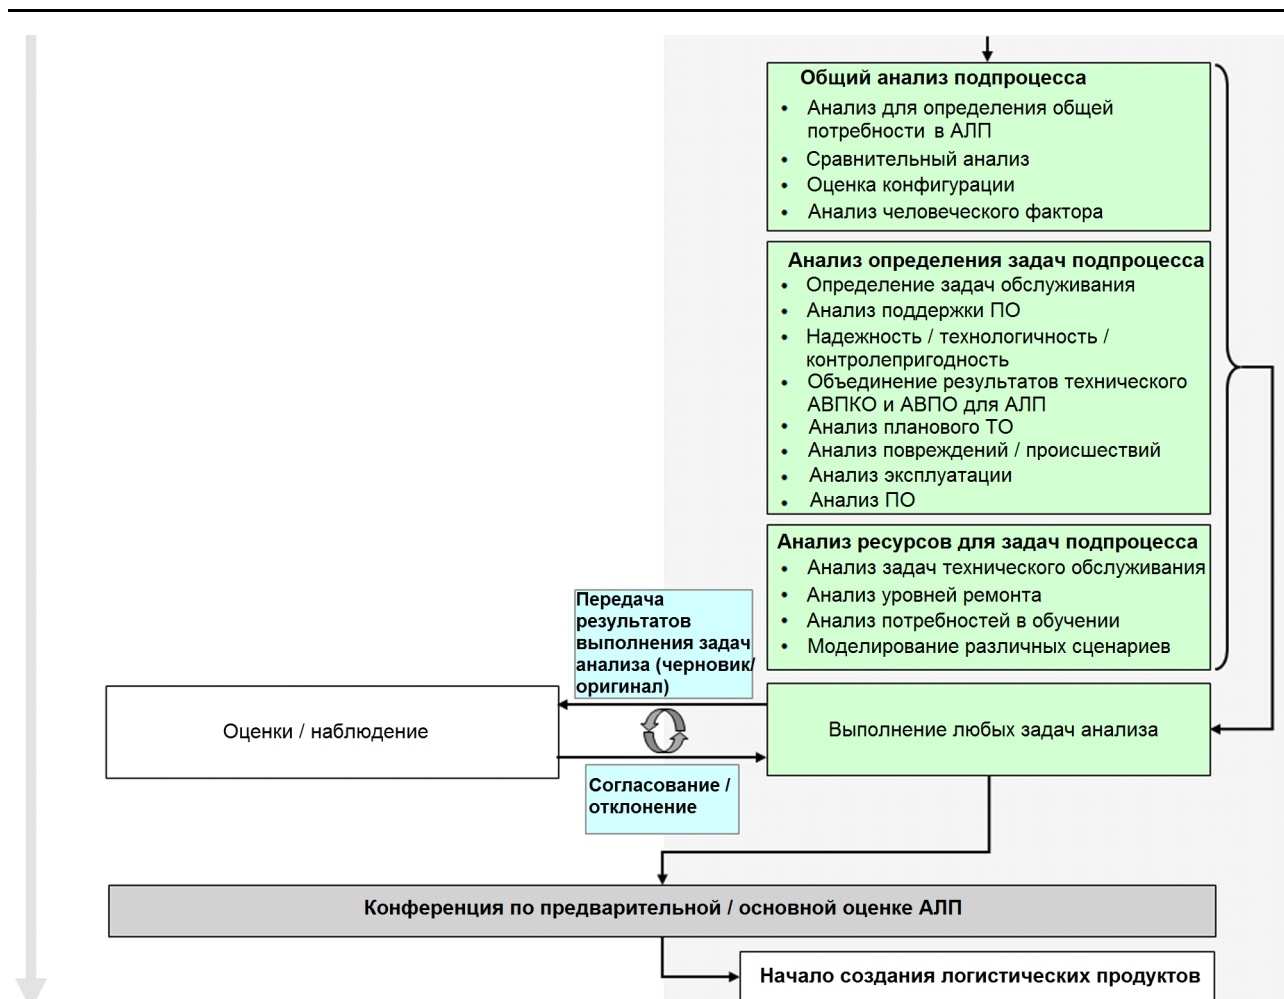 Общий анализ подпроцесса
• Анализ для определения общей
потребности в АЛП
• Сравнительный анализ
• Оценка конфигурации
• Анализ человеческого фактора
Анализ определения задач подпроцесса
• Определение задач обслуживания
• Анализ поддержки ПО
• Надежность / технологичность /
контролепригодность
• Объединение результатов технического
АВПКО и АВПО для АЛП
• Анализ планового ТО
• Анализ повреждений / происшествий
• Анализ эксплуатации
• Анализ ПО
Анализ ресурсов для задач подпроцесса
• Анализ задач технического обслуживания
• Анализ уровней ремонта
• Анализ потребностей в обучении
• Моделирование различных сценариев
Передача
результатов
выполнения задач
анализа (черновик/
оригинал)
Оценки / наблюдение
Выполнение любых задач анализа
Согласование /
отклонение
Конференция по предварительной / основной оценке АЛП
Начало создания логистических продуктов